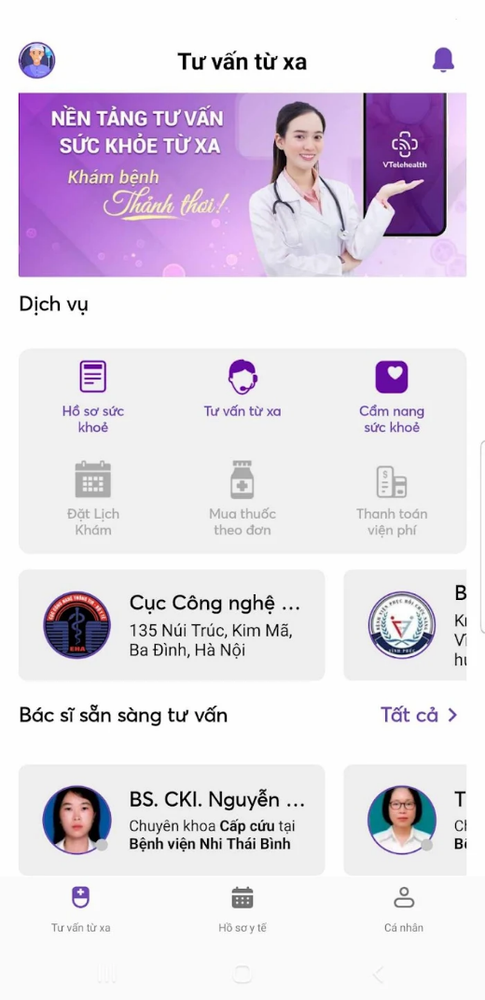 Tư vấn từ xa
NỀN TẢNG TƯ VẤN
SỨC KHỎE TỪ XA
Khám bệnh
Thảnh thơi!
VTelehealth
Dịch vụ
Hồ sơ sức
khoẻ
Tư vấn từ xa
Cẩm nang
sức khoẻ
Đặt Lịch
Khám
Mua thuốc
theo đơn
Thanh toán
viện phí
EHA
Cục Công nghệ ...
135 Núi Trúc, Kim Mã,
Ba Đình, Hà Nội
B
Vĩ
Bác sĩ sẵn sàng tư vấn
Tất cả
BS. CKI. Nguyễn ...
Chuyên khoa Cấp cứu tại
Bệnh viện Nhi Thái Bình
T
Tư vấn từ xa
Hồ sơ y tế
Cá nhân